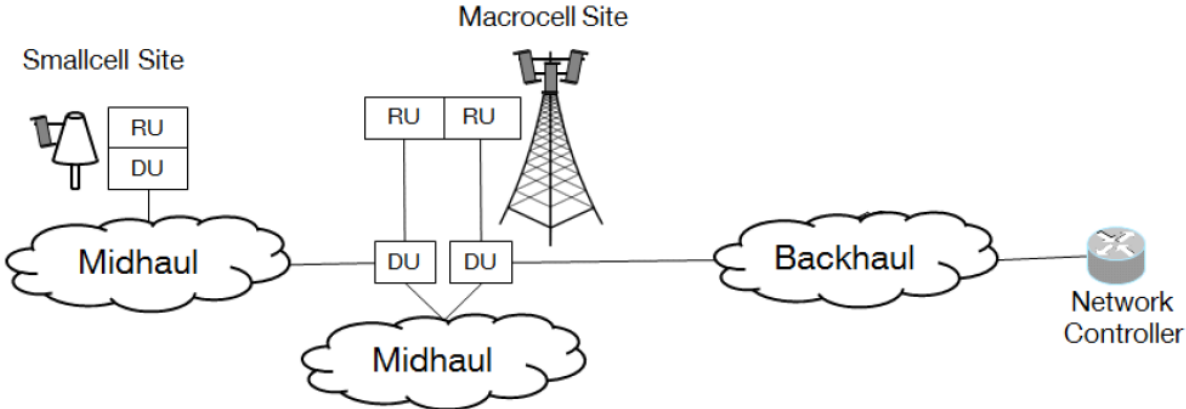 Macrocell Site
Smallcell Site
RU
DU
RU
RU
Midhaul
DU
DU
Backhaul
Midhaul
Network
Controller